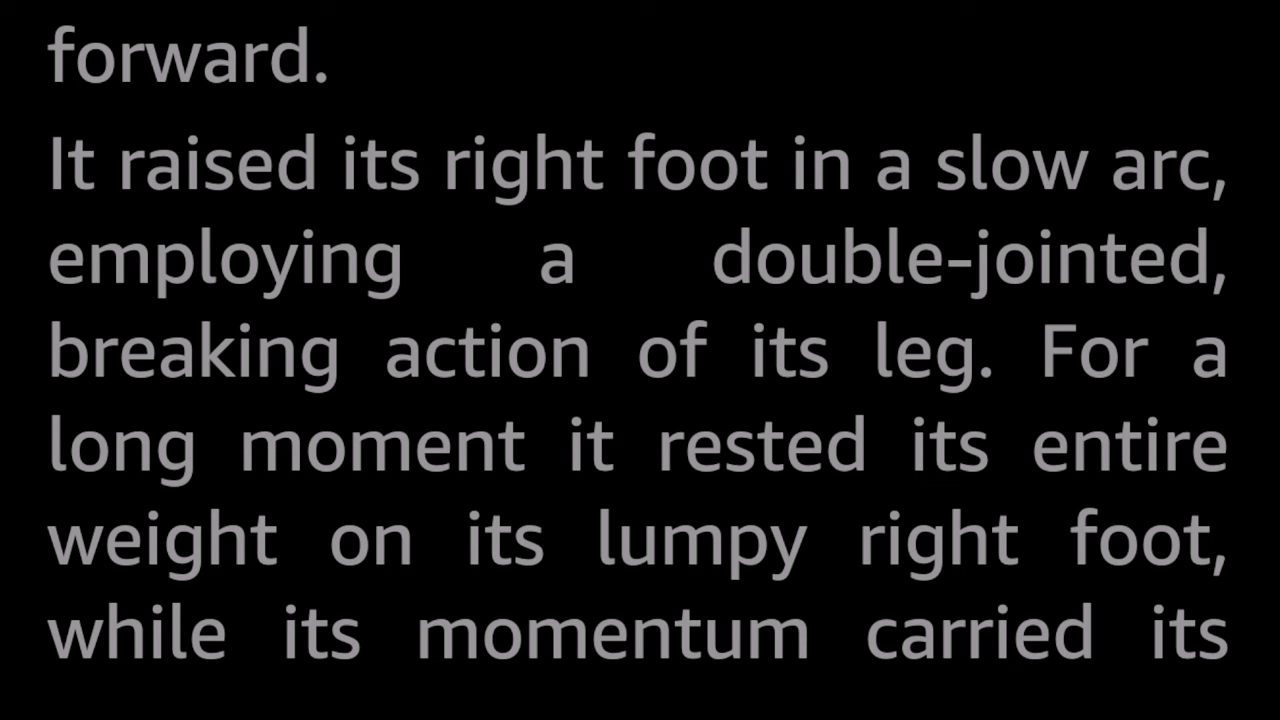 forward.
It raised its right foot in a slow arc,
employing a double-jointed,
breaking action of its leg. For a
long moment it rested its entire
weight on its lumpy right foot,
while its momentum carried its